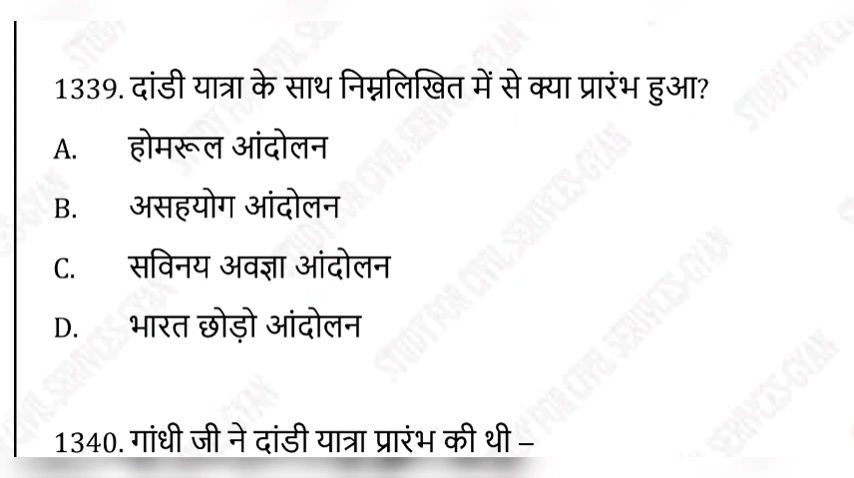 1339. दांडी यात्रा के साथ निम्नलिखित में से क्या प्रारंभ हुआ?
A. होमरूल आंदोलन
B. असहयोग आंदोलन
C. सविनय अवज्ञा आंदोलन
D. भारत छोड़ो आंदोलन
1340. गांधी जी ने दांडी यात्रा प्रारंभ की थी –